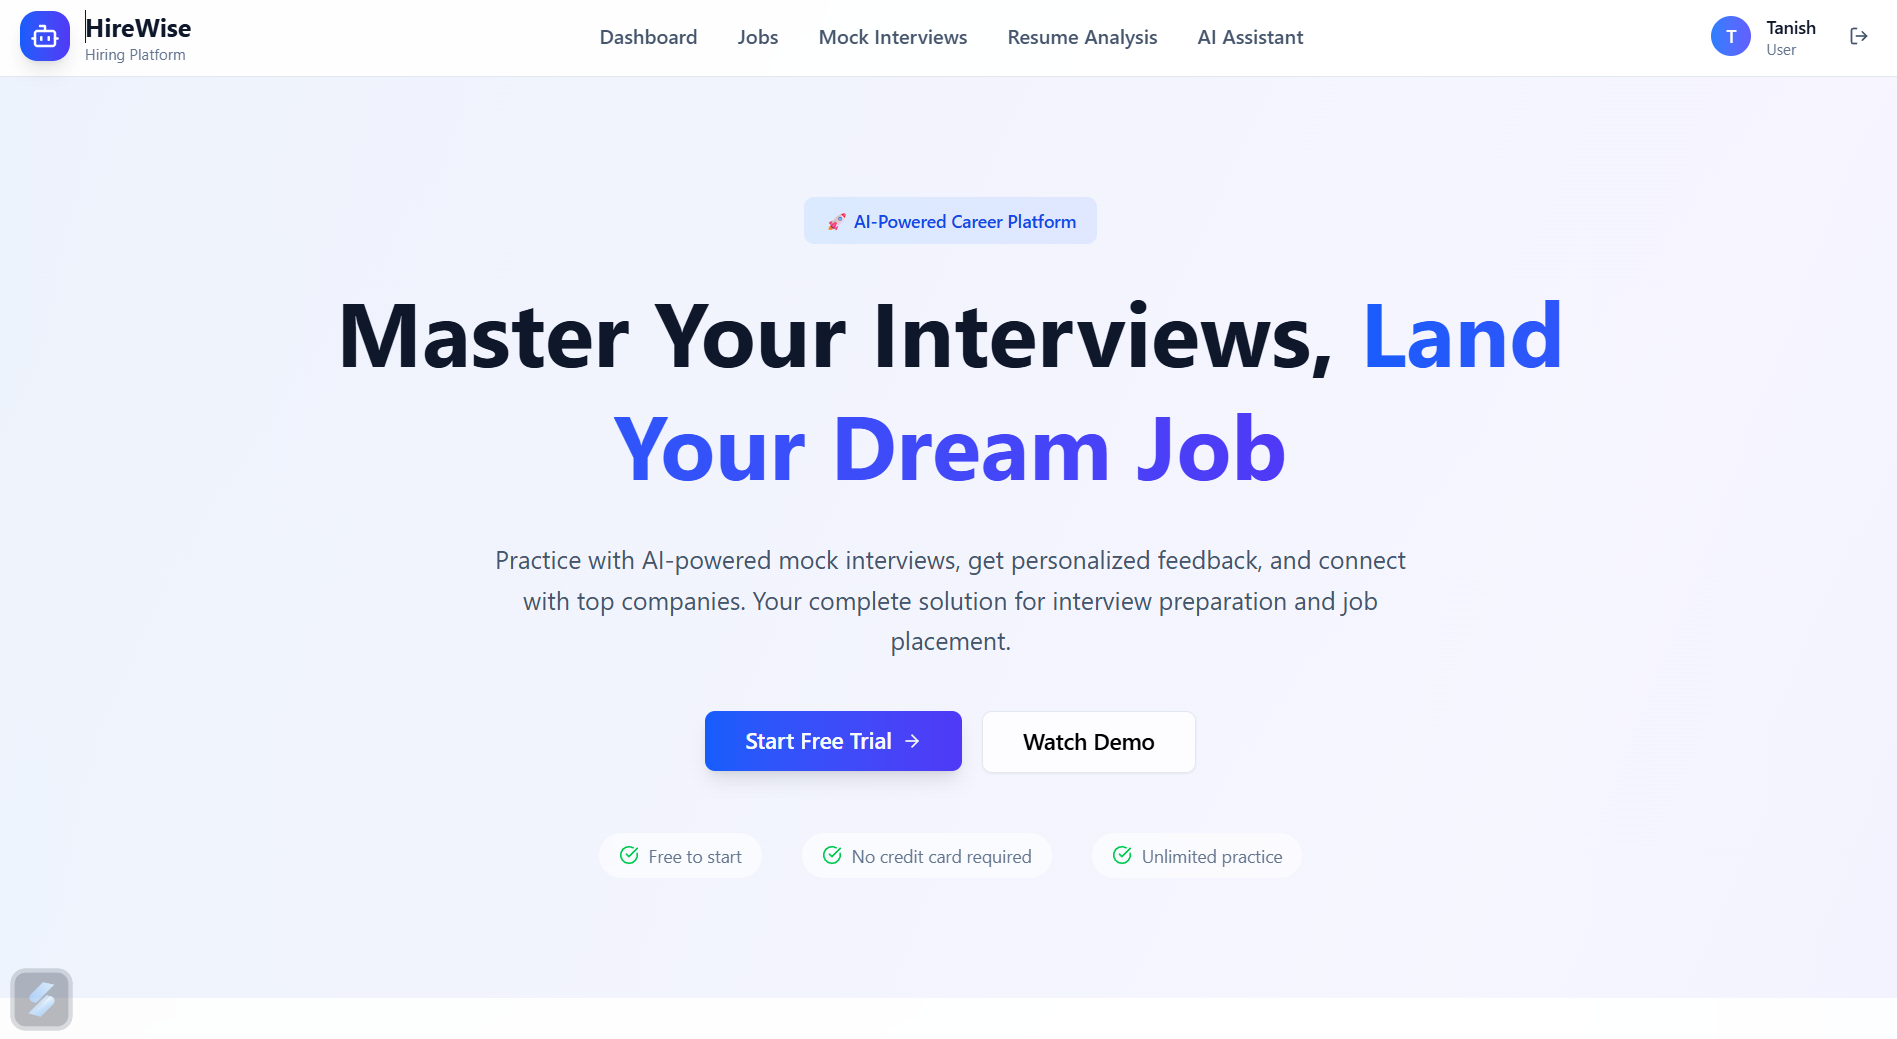 HireWise
Hiring Platform
Dashboard
Jobs
Mock Interviews
Resume Analysis
AI Assistant
T
Tanish
User
🚀 AI-Powered Career Platform
Master Your Interviews, Land
Your Dream Job
Practice with AI-powered mock interviews, get personalized feedback, and connect
with top companies. Your complete solution for interview preparation and job
placement.
Start Free Trial →
Watch Demo
Free to start
No credit card required
Unlimited practice